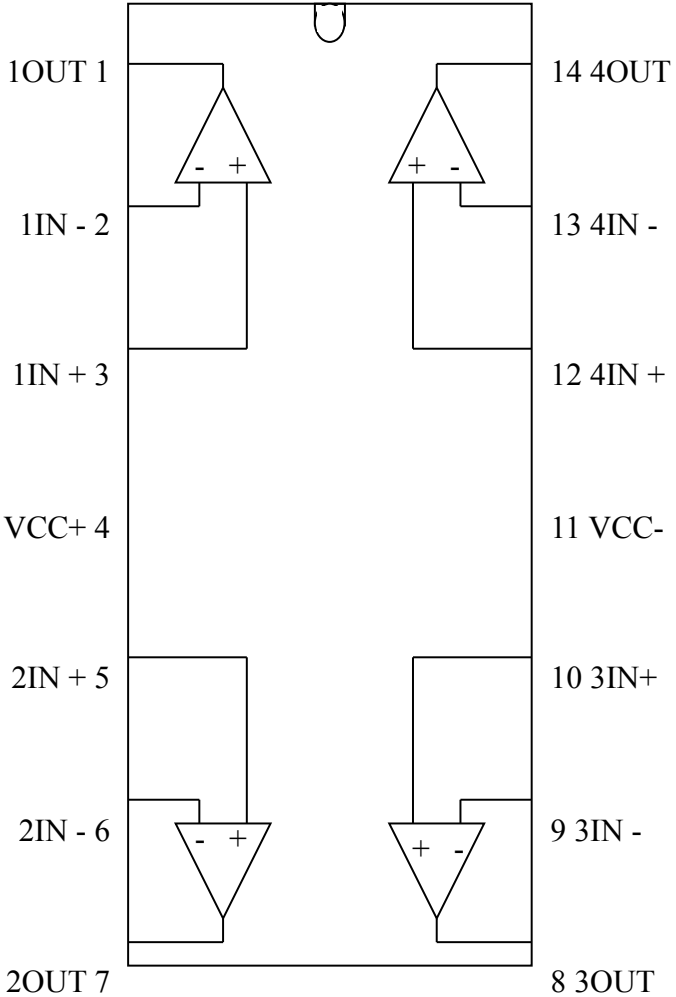 1OUT 1
14 4OUT
- +
+ -
1IN - 2
13 4IN -
1IN + 3
12 4IN +
VCC+ 4
11 VCC-
2IN + 5
10 3IN+
2IN - 6
- +
+ -
9 3IN -
2OUT 7
8 3OUT